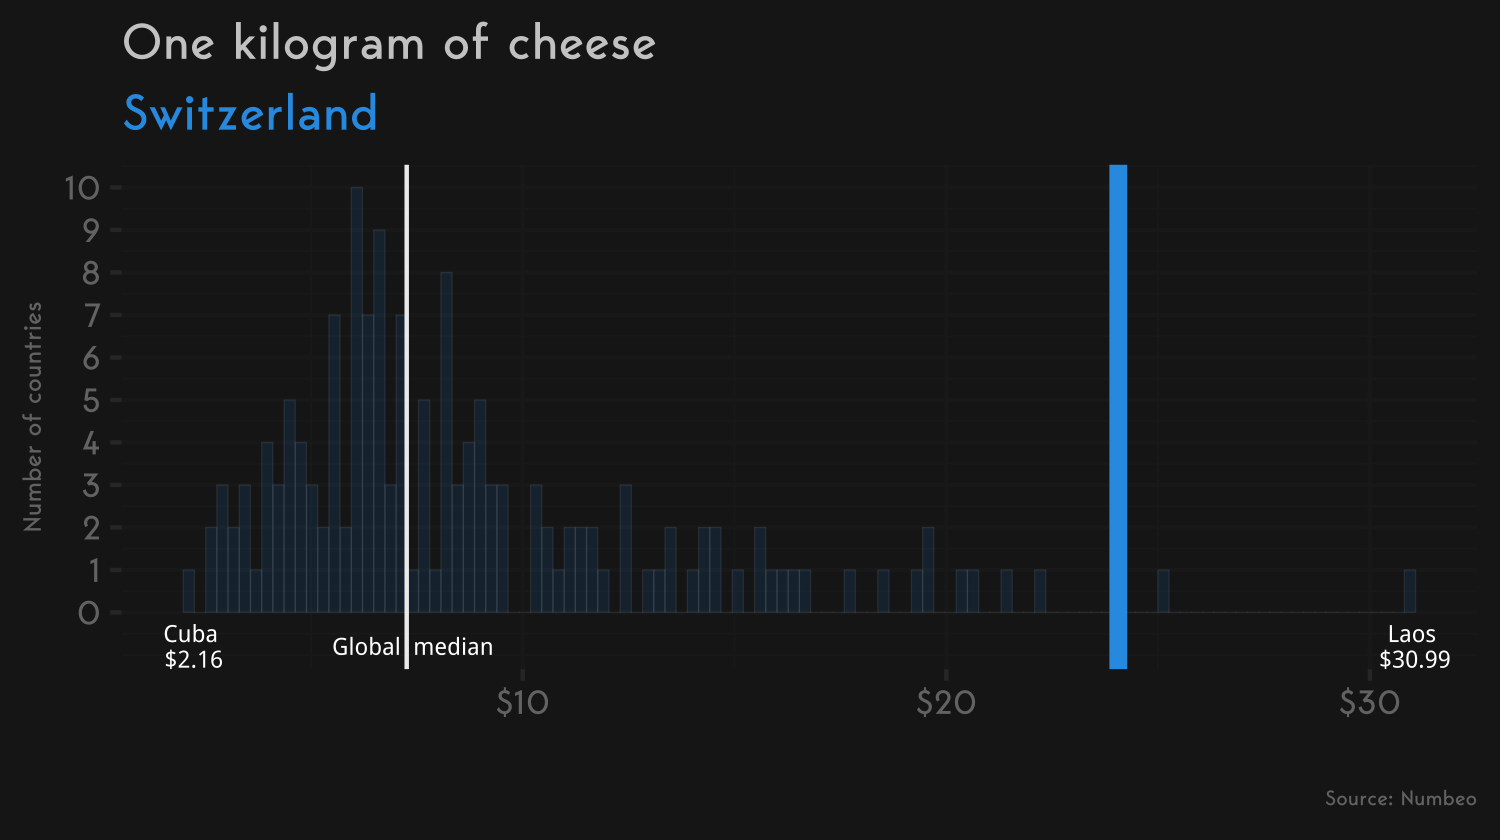 One kilogram of cheese
Switzerland
Number of countries
10
9
8
7
6
5
4
3
2
1
0
Cuba
$2.16
Global median
Laos
$30.99
$10
$20
$30
Source: Numbeo